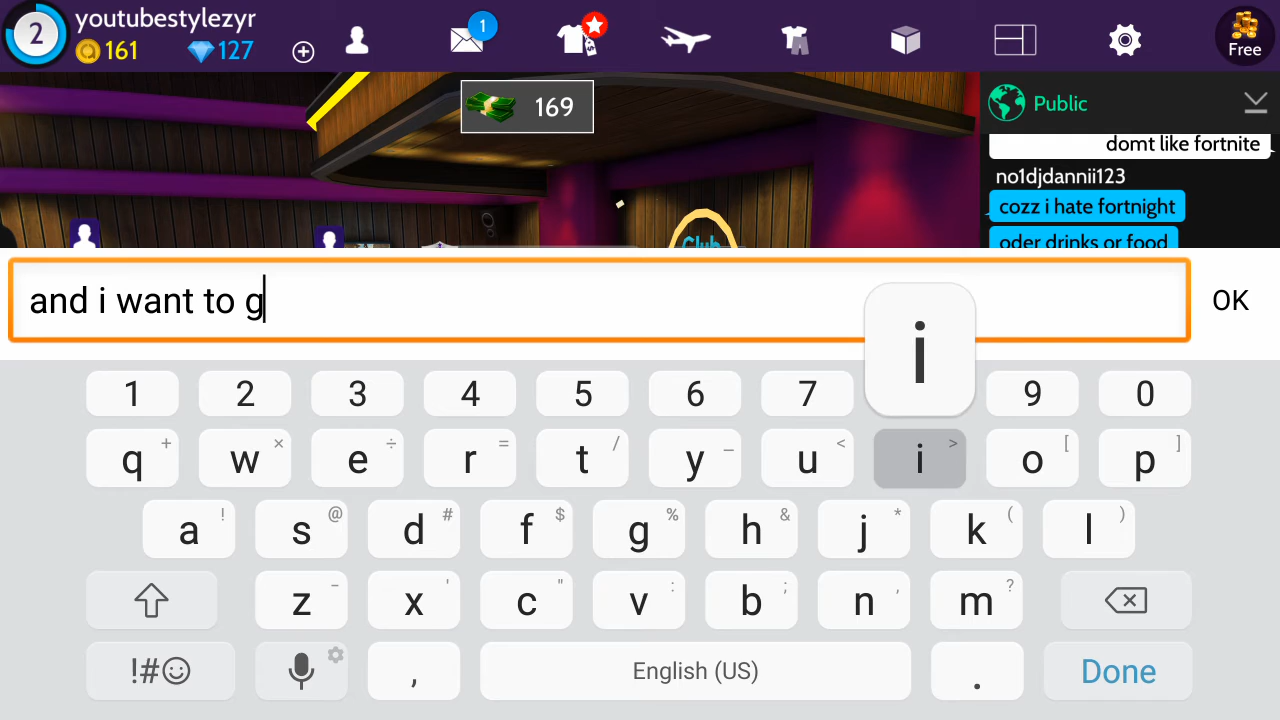 2
youtubestylezyr
161
127
1
Free
169
Public
domt like fortnite
no1djdannii123
cozz i hate fortnight
oder drinks or food
Club
and i want to g
OK
i
1 2 3 4 5 6 7 9 0
q + w × e ÷ r = t / y _ u < i > o [ p ]
a ! s @ d # f $ g % h & j * k ( l )
z - x ' c " v : b ; n , m ?
!#☺ , English (US) . Done